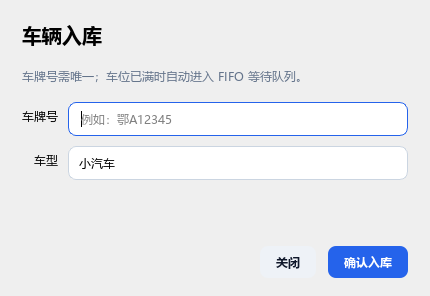 车辆入库
车牌号需唯一；车位已满时自动进入 FIFO 等待队列。
车牌号
例如：鄂A12345
车型
小汽车
关闭
确认入库